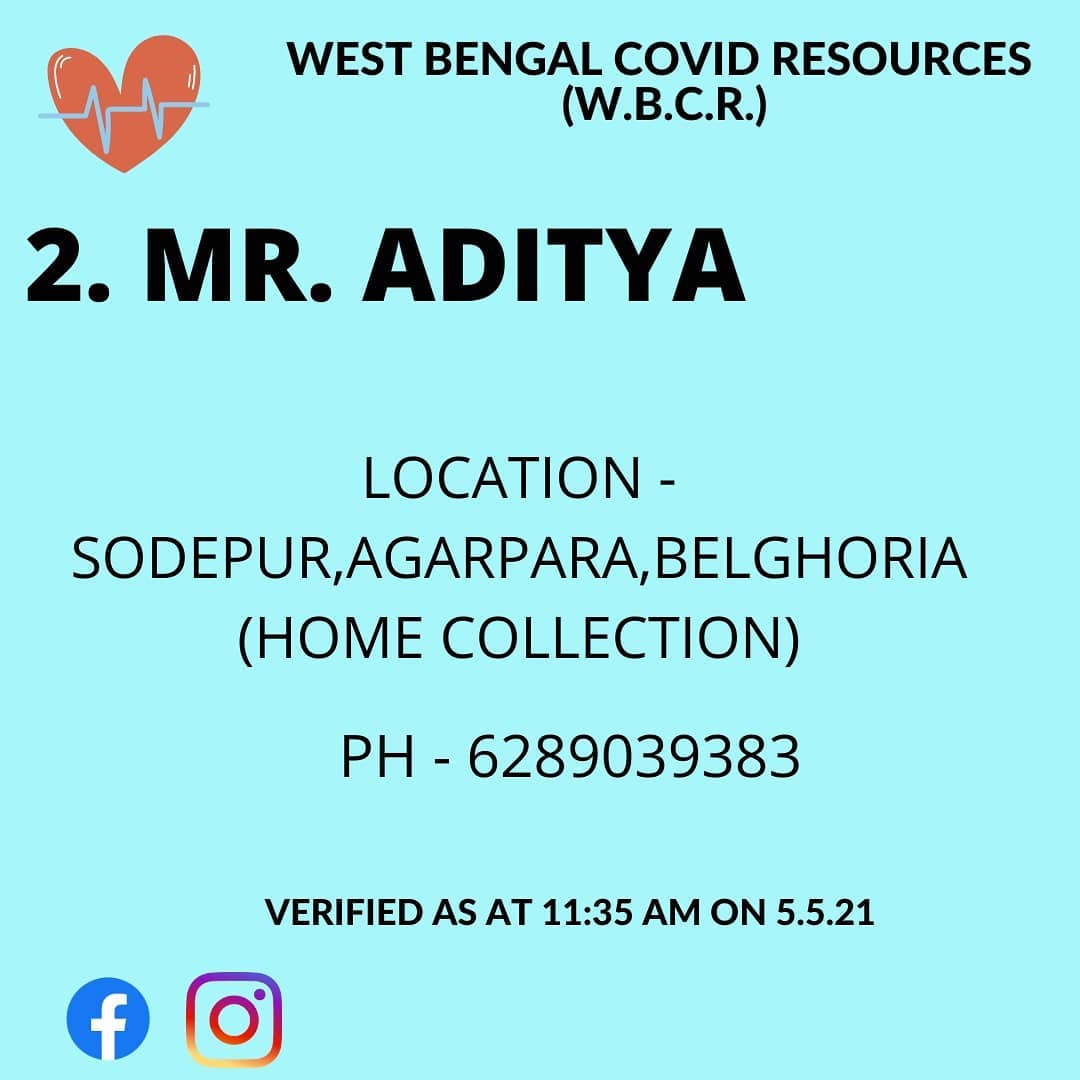 WEST BENGAL COVID RESOURCES
(W.B.C.R.)
2. MR. ADITYA
LOCATION -
SODEPUR,AGARPARA,BELGHORIA
(HOME COLLECTION)
PH - 6289039383
VERIFIED AS AT 11:35 AM ON 5.5.21